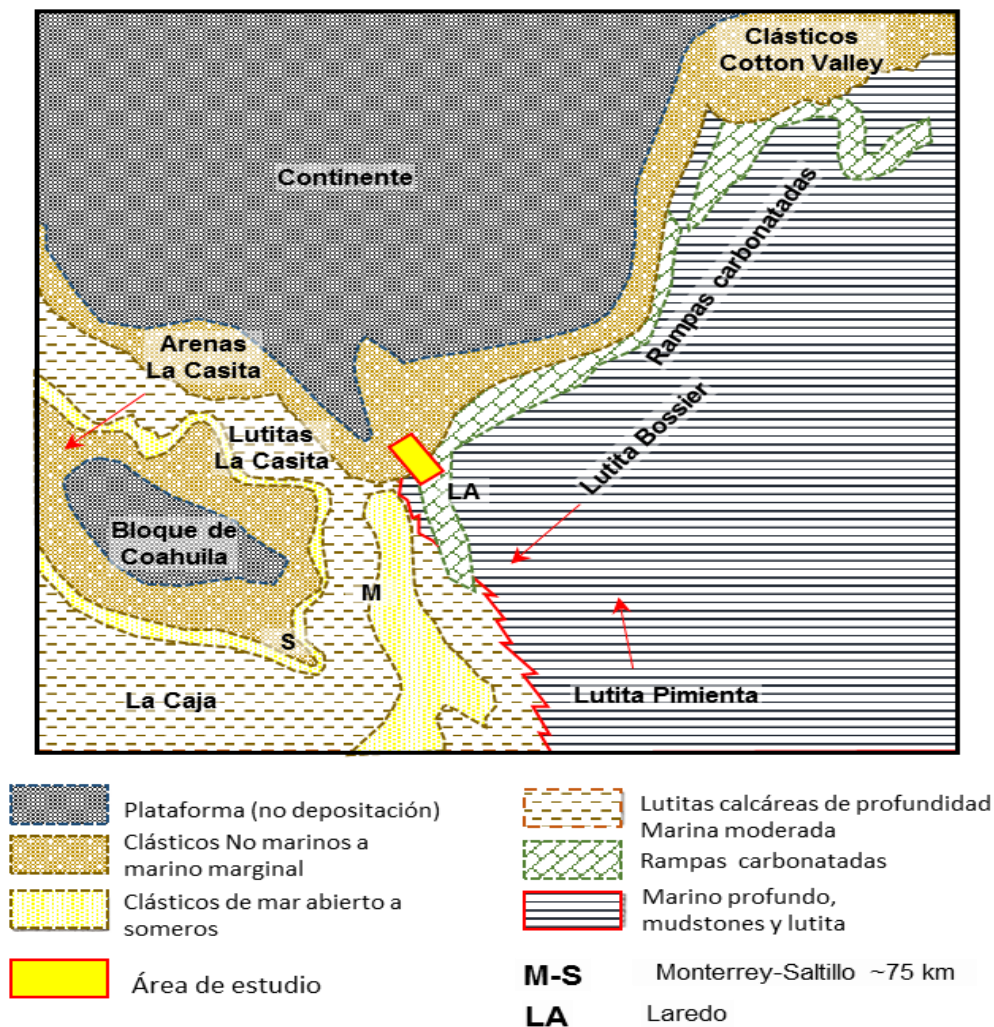 Clásticos
Cotton Valley
Continente
Rampas carbonatadas
Arenas
La Casita
Lutitas
La Casita
Lutita Bossier
LA
Bloque de
Coahuila
M
S
La Caja
Lutita Pimienta
Plataforma (no depositación)
Clásticos No marinos a
marino marginal
Clásticos de mar abierto a
someros
Área de estudio
Lutitas calcáreas de profundidad
Marina moderada
Rampas carbonatadas
Marino profundo,
mudstones y lutita
M-S Monterrey-Saltillo ~75 km
LA Laredo